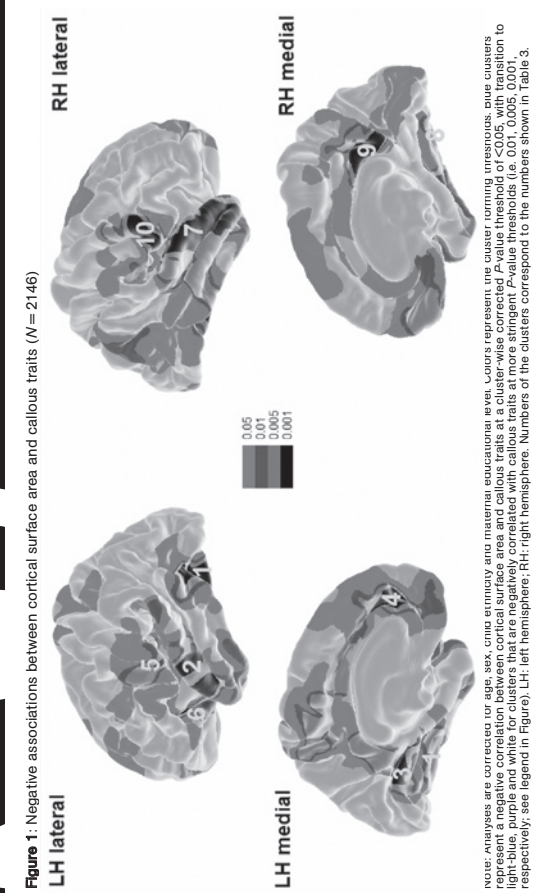 Figure 1: Negative associations between cortical surface area and callous traits (N = 2146)
LH lateral
RH lateral
5
2
6
1
10
7
0.05
0.01
0.005
0.001
LH medial
RH medial
3
4
9
8
Note: Analyses are corrected for age, sex, child ethnicity and maternal educational level. Colors represent the cluster forming thresholds. Blue clusters
represent a negative correlation between cortical surface area and callous traits at a cluster-wise corrected P-value threshold of <0.05, with transition to
right-blue, purple and white for clusters that are negatively correlated with callous traits at more stringent P-value thresholds (i.e. 0.01, 0.005, 0.001,
respectively; see legend in Figure). LH: left hemisphere; RH: right hemisphere. Numbers of the clusters correspond to the numbers shown in Table 3.